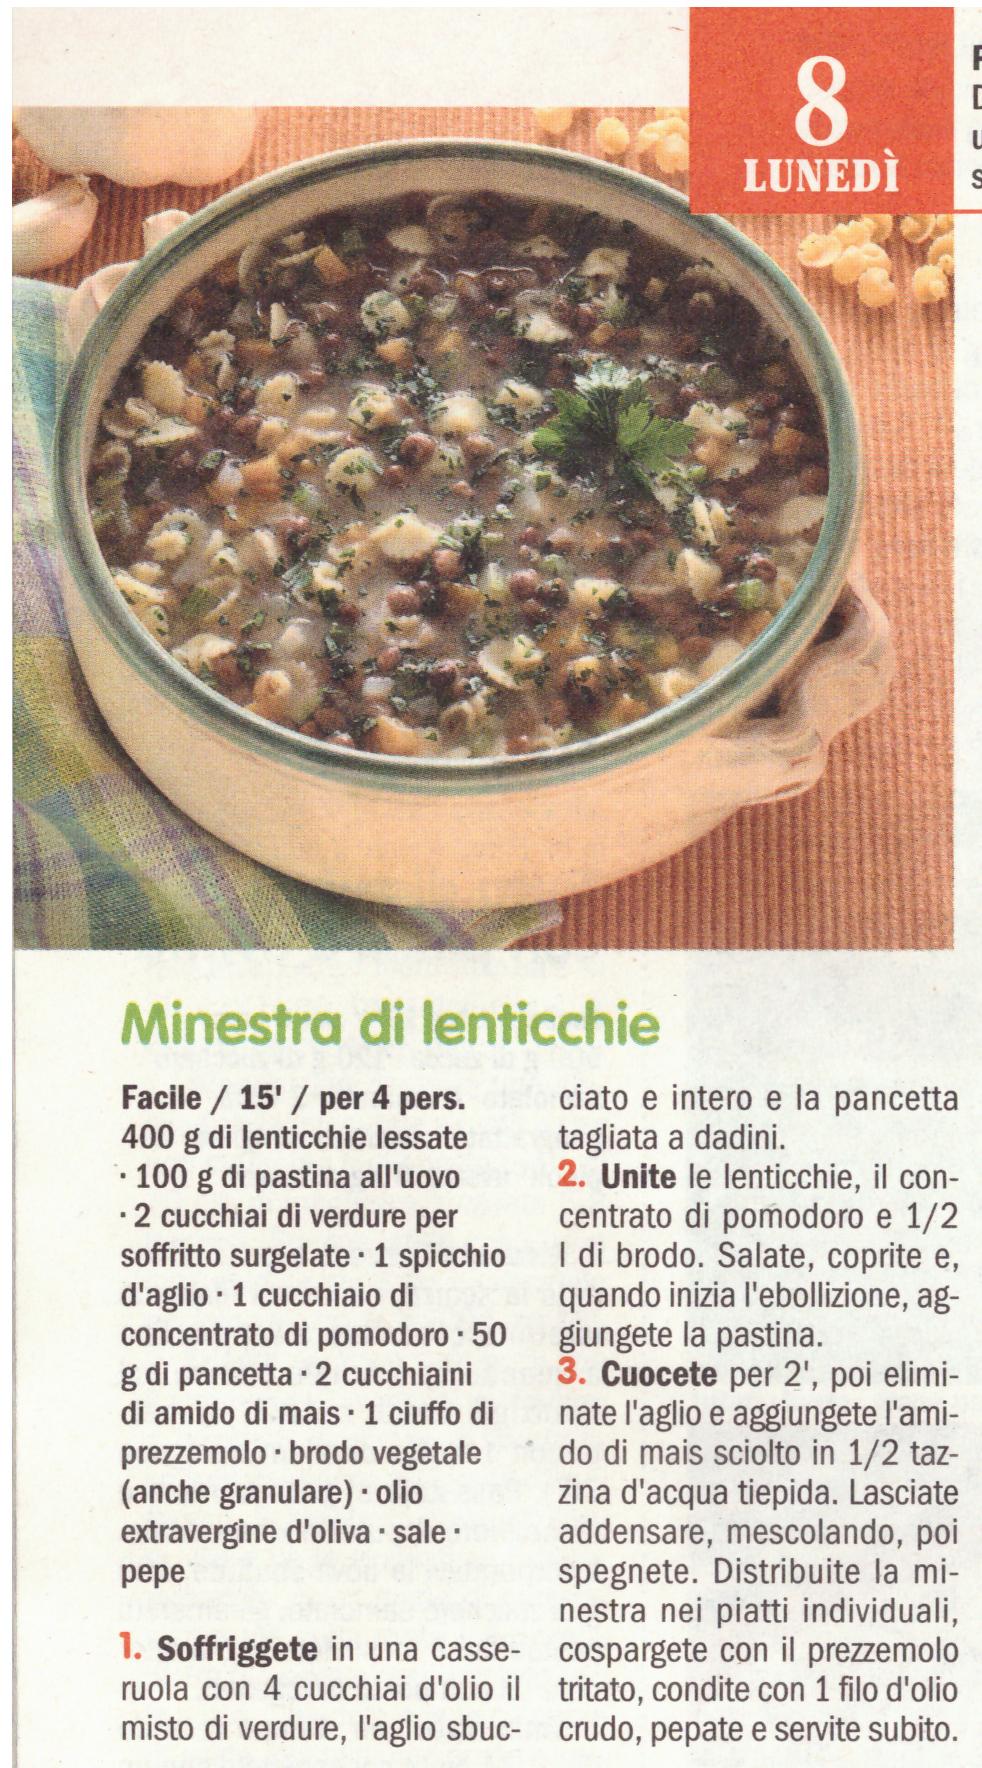 8
LUNEDÌ
Minestra di lenticchie
Facile / 15' / per 4 pers.
400 g di lenticchie lessate
· 100 g di pastina all'uovo
· 2 cucchiai di verdure per
soffritto surgelate · 1 spicchio
d'aglio · 1 cucchiaio di
concentrato di pomodoro · 50
g di pancetta · 2 cucchiaini
di amido di mais · 1 ciuffo di
prezzemolo · brodo vegetale
(anche granulare) · olio
extravergine d'oliva · sale ·
pepe
1. Soffriggete in una casse-
ruola con 4 cucchiai d'olio il
misto di verdure, l'aglio sbuc-
ciato e intero e la pancetta
tagliata a dadini.
2. Unite le lenticchie, il con-
centrato di pomodoro e 1/2
l di brodo. Salate, coprite e,
quando inizia l'ebollizione, ag-
giungete la pastina.
3. Cuocete per 2', poi elimi-
nate l'aglio e aggiungete l'ami-
do di mais sciolto in 1/2 taz-
zina d'acqua tiepida. Lasciate
addensare, mescolando, poi
spegnete. Distribuite la mi-
nestra nei piatti individuali,
cospargete con il prezzemolo
tritato, condite con 1 filo d'olio
crudo, pepate e servite subito.